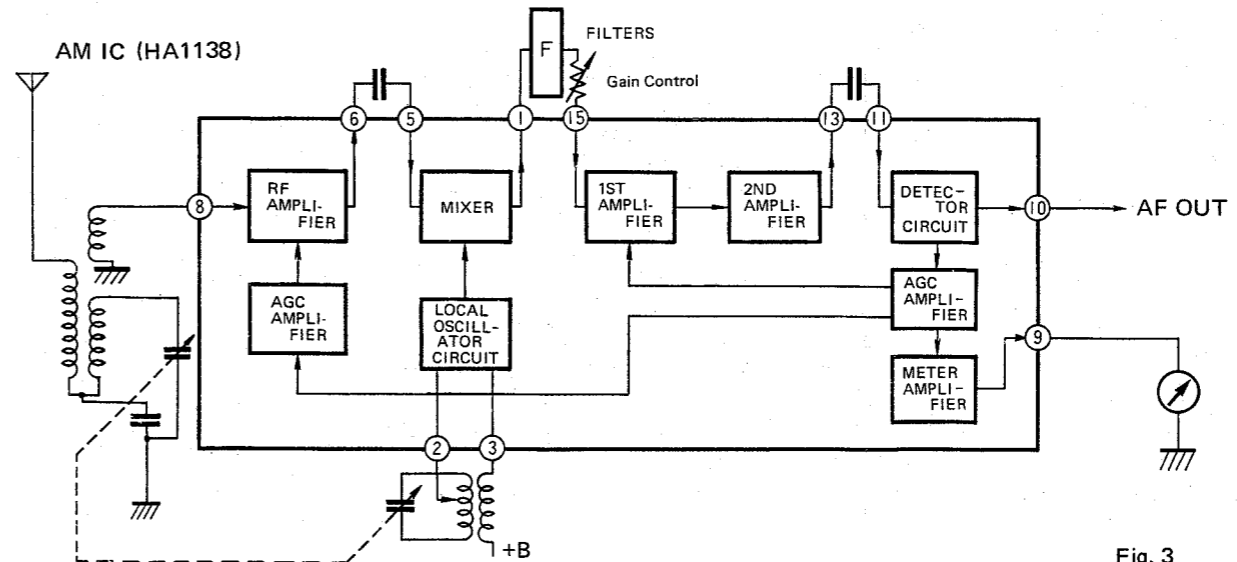 AM IC (HA1138)
F
FILTERS
Gain Control
6
5
1
15
13
11
8
RF
AMPLI-
FIER
MIXER
1ST
AMPLI-
FIER
2ND
AMPLI-
FIER
DETEC-
TOR
CIRCUIT
10
AF OUT
AGC
AMPLI-
FIER
LOCAL
OSCILL-
ATOR
CIRCUIT
AGC
AMPLI-
FIER
9
METER
AMPLI-
FIER
2
3
+B
Fig. 3